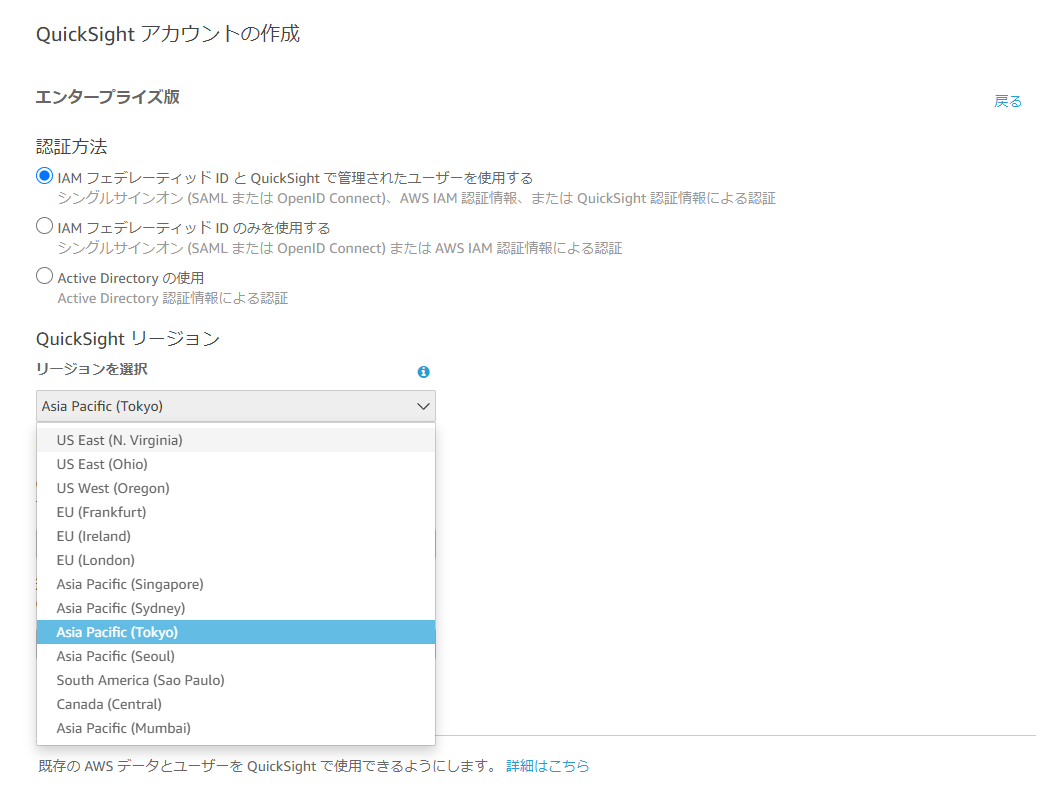 QuickSight アカウントの作成
エンタープライズ版
戻る
認証方法
IAM フェデレーティッド ID と QuickSight で管理されたユーザーを使用する
シングルサインオン (SAML または OpenID Connect)、AWS IAM 認証情報、または QuickSight 認証情報による認証
IAM フェデレーティッド ID のみを使用する
シングルサインオン (SAML または OpenID Connect) または AWS IAM 認証情報による認証
Active Directory の使用
Active Directory 認証情報による認証
QuickSight リージョン
リージョンを選択
Asia Pacific (Tokyo)
US East (N. Virginia)
US East (Ohio)
US West (Oregon)
EU (Frankfurt)
EU (Ireland)
EU (London)
Asia Pacific (Singapore)
Asia Pacific (Sydney)
Asia Pacific (Tokyo)
Asia Pacific (Seoul)
South America (Sao Paulo)
Canada (Central)
Asia Pacific (Mumbai)
既存の AWS データとユーザーを QuickSight で使用できるようにします。 詳細はこちら